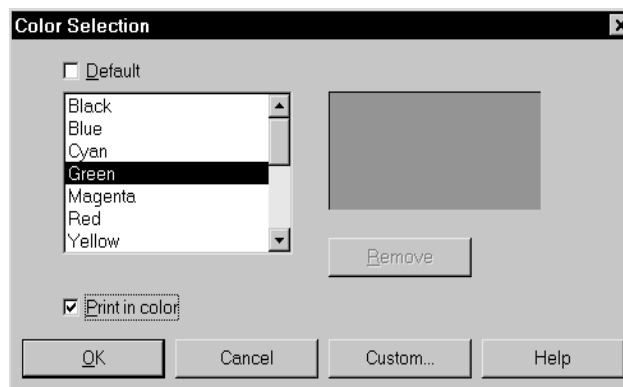 Color Selection
Default
Black
Blue
Cyan
Green
Magenta
Red
Yellow
Remove
Print in color
OK
Cancel
Custom...
Help